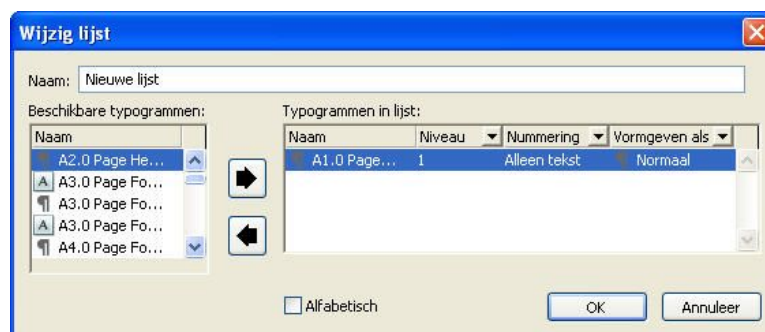 Wijzig lijst
Naam: Nieuwe lijst
Beschikbare typogrammen:
Naam
¶ A2.0 Page He...
A A3.0 Page Fo...
¶ A3.0 Page Fo...
A A3.0 Page Fo...
¶ A4.0 Page Fo...
Typogrammen in lijst:
Naam Niveau Nummering Vormgeven als
¶ A1.0 Page... 1 Alleen tekst ¶ Normaal
Alfabetisch
OK Annuleer